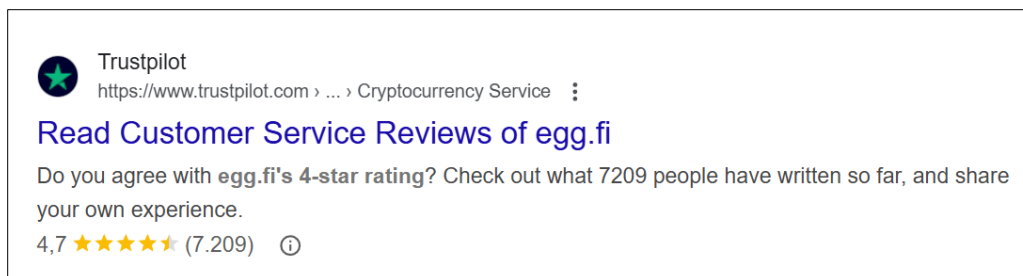 Trustpilot
https://www.trustpilot.com › ... › Cryptocurrency Service
Read Customer Service Reviews of egg.fi
Do you agree with egg.fi's 4-star rating? Check out what 7209 people have written so far, and share
your own experience.
4,7 ★★★★★ (7.209)